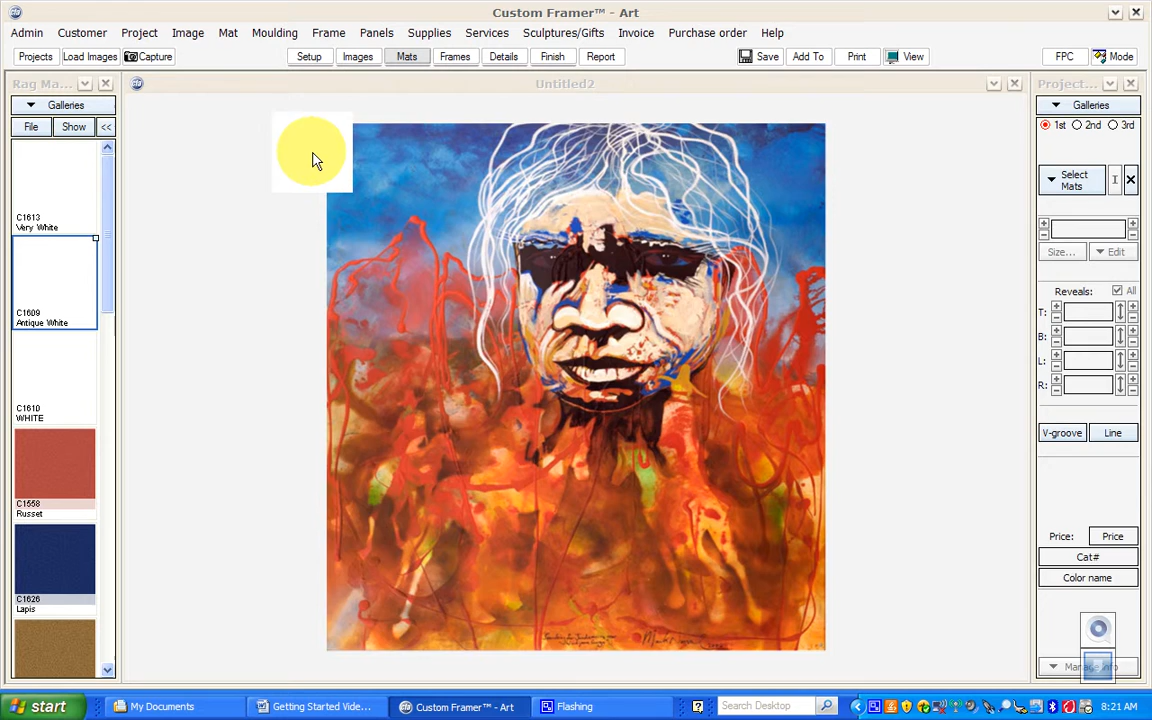 Custom Framer™ - Art
Admin Customer Project Image Mat Moulding Frame Panels Supplies Services Sculptures/Gifts Invoice Purchase order Help
Projects Load Images Capture Setup Images Mats Frames Details Finish Report Save Add To Print View FPC Mode
Rag Ma...
Untitled2
Project...
Galleries
File Show <<
C1613
Very White
C1609
Antique White
C1610
WHITE
C1558
Russet
C1626
Lapis
Galleries
1st 2nd 3rd
Select
Mats
I
Size... Edit
Reveals: All
T:
B:
L:
R:
V-groove Line
Price: Price
Cat#
Color name
start My Documents Getting Started Vide... Custom Framer™ - Art Flashing Search Desktop 8:21 AM